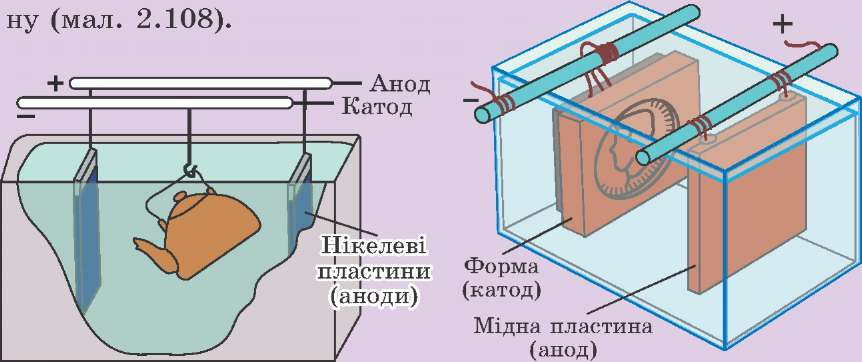 ну (мал. 2.108).
+
Анод
Катод
–
Нікелеві
пластини
(аноди)
+
–
Форма
(катод)
Мідна пластина
(анод)